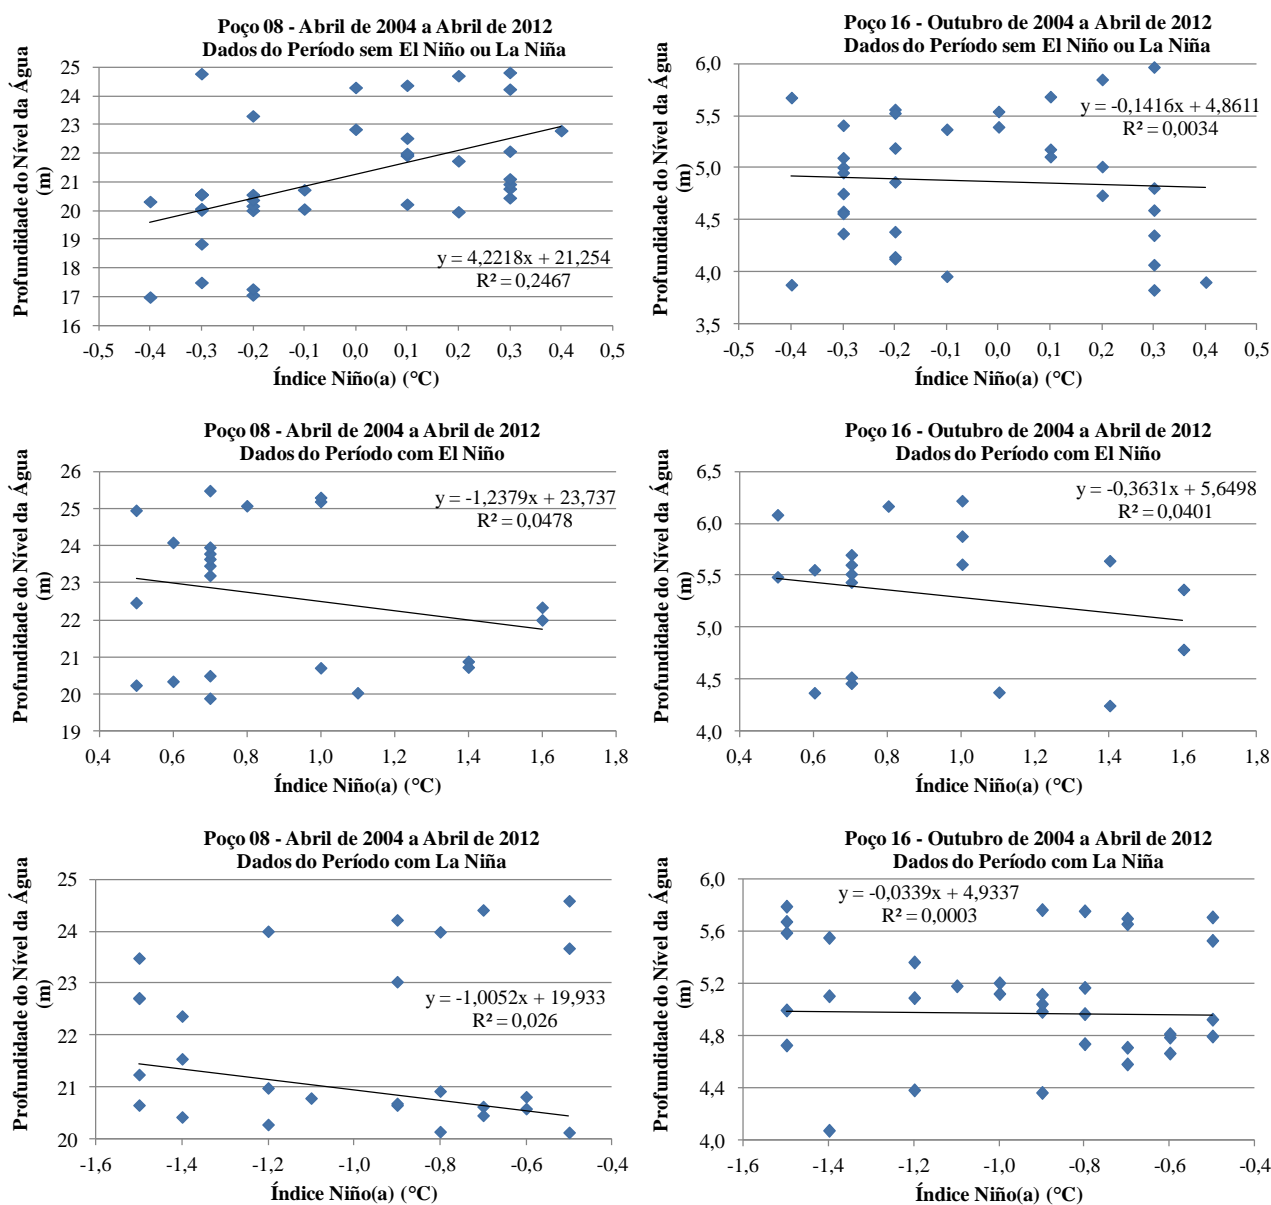 Poço 08 - Abril de 2004 a Abril de 2012
Dados do Período sem El Niño ou La Niña
Profundidade do Nível da Água
(m)
25
24
23
22
21
20
19
18
17
16
y = 4,2218x + 21,254
R² = 0,2467
-0,5 -0,4 -0,3 -0,2 -0,1 0,0 0,1 0,2 0,3 0,4 0,5
Índice Niño(a) (°C)
Poço 16 - Outubro de 2004 a Abril de 2012
Dados do Período sem El Niño ou La Niña
Profundidade do Nível da Água
(m)
6,0
5,5
5,0
4,5
4,0
3,5
y = -0,1416x + 4,8611
R² = 0,0034
-0,5 -0,4 -0,3 -0,2 -0,1 0,0 0,1 0,2 0,3 0,4 0,5
Índice Niño(a) (°C)
Poço 08 - Abril de 2004 a Abril de 2012
Dados do Período com El Niño
Profundidade do Nível da Água
(m)
26
25
24
23
22
21
20
19
y = -1,2379x + 23,737
R² = 0,0478
0,4 0,6 0,8 1,0 1,2 1,4 1,6 1,8
Índice Niño(a) (°C)
Poço 16 - Outubro de 2004 a Abril de 2012
Dados do Período com El Niño
Profundidade do Nível da Água
(m)
6,5
6,0
5,5
5,0
4,5
4,0
y = -0,3631x + 5,6498
R² = 0,0401
0,4 0,6 0,8 1,0 1,2 1,4 1,6 1,8
Índice Niño(a) (°C)
Poço 08 - Abril de 2004 a Abril de 2012
Dados do Período com La Niña
Profundidade do Nível da Água
(m)
25
24
23
22
21
20
y = -1,0052x + 19,933
R² = 0,026
-1,6 -1,4 -1,2 -1,0 -0,8 -0,6 -0,4
Índice Niño(a) (°C)
Poço 16 - Outubro de 2004 a Abril de 2012
Dados do Período com La Niña
Profundidade do Nível da Água
(m)
6,0
5,6
5,2
4,8
4,4
4,0
y = -0,0339x + 4,9337
R² = 0,0003
-1,6 -1,4 -1,2 -1,0 -0,8 -0,6 -0,4
Índice Niño(a) (°C)